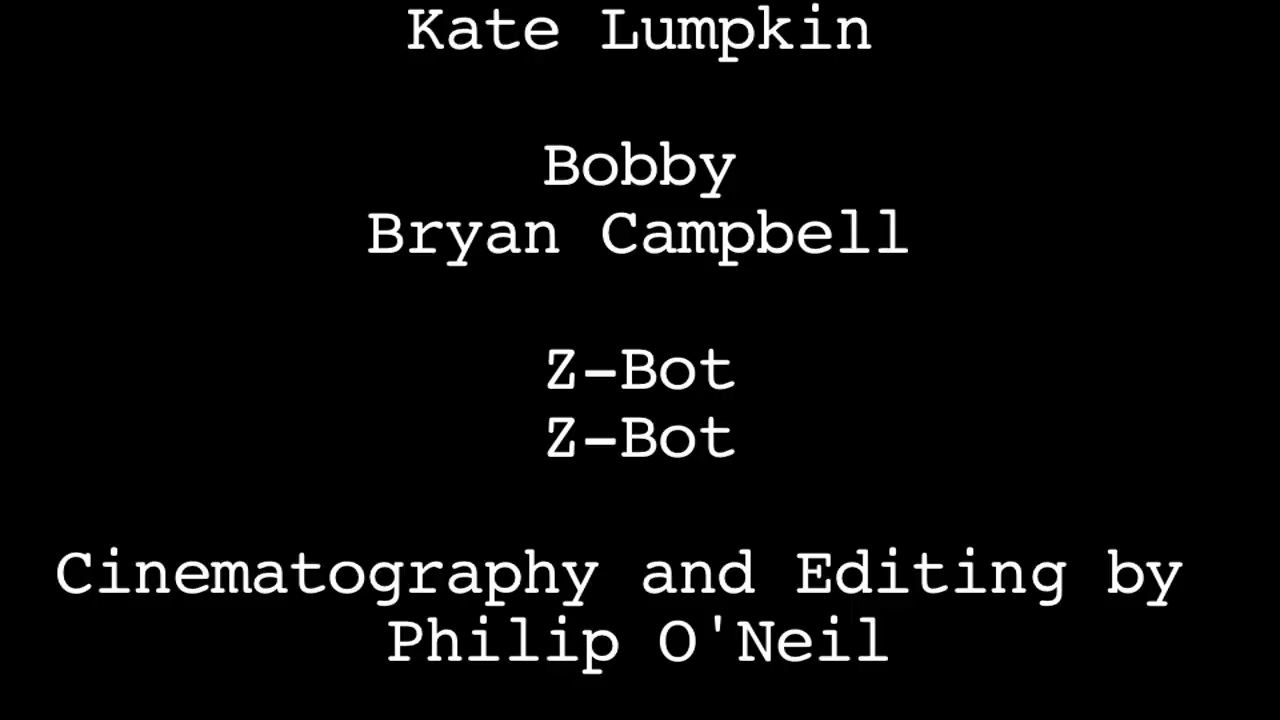 Kate Lumpkin
Bobby
Bryan Campbell
Z-Bot
Z-Bot
Cinematography and Editing by
Philip O'Neil